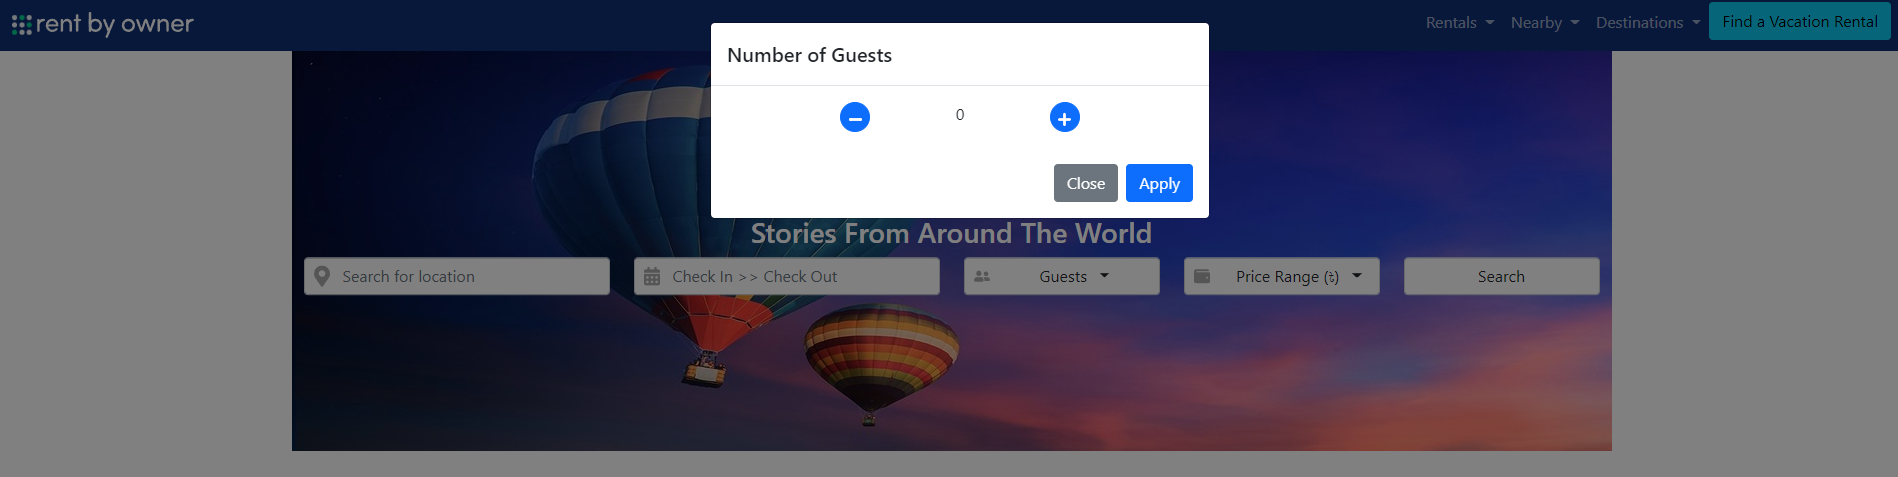 rent by owner
Rentals Nearby Destinations Find a Vacation Rental
Number of Guests
0
Close Apply
Stories From Around The World
Search for location Check In >> Check Out Guests Price Range (৳) Search